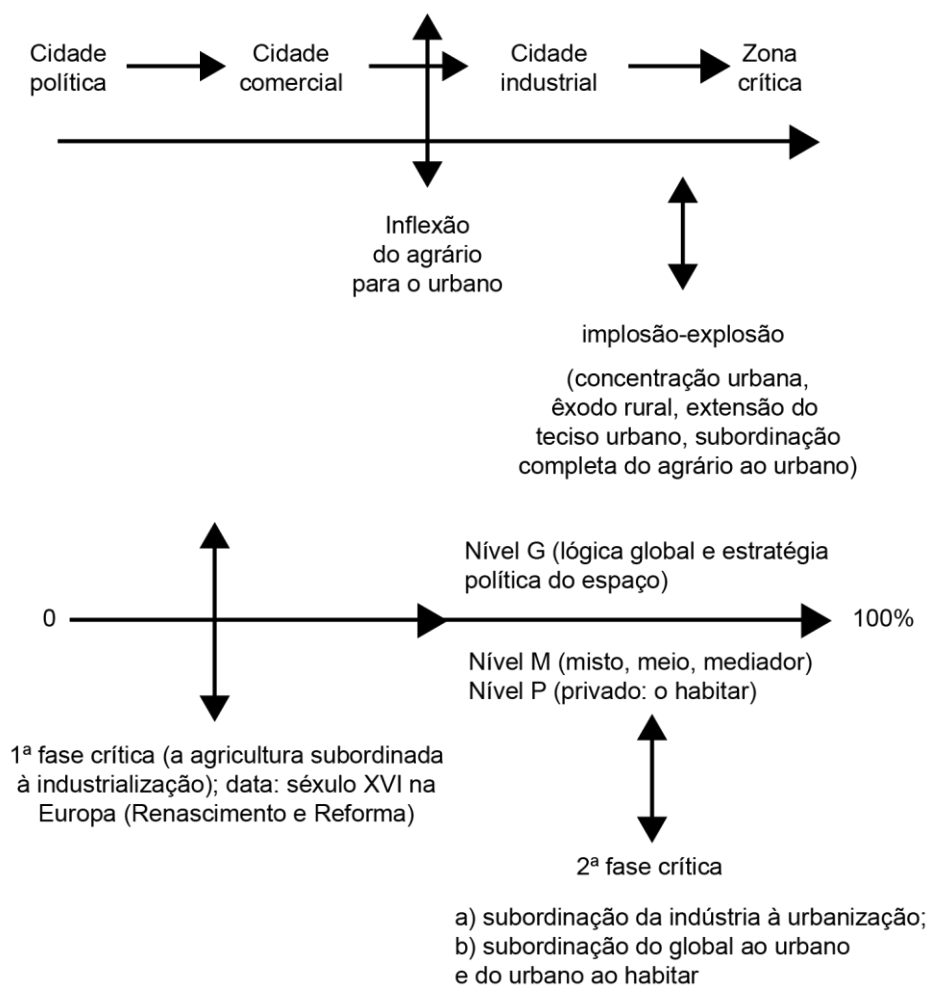 Cidade
política
Cidade
comercial
Cidade
industrial
Zona
crítica
Inflexão
do agrário
para o urbano
implosão-explosão
(concentração urbana,
êxodo rural, extensão do
teciso urbano, subordinação
completa do agrário ao urbano)
Nível G (lógica global e estratégia
política do espaço)
0
100%
Nível M (misto, meio, mediador)
Nível P (privado: o habitar)
1ª fase crítica (a agricultura subordinada
à industrialização); data: séxulo XVI na
Europa (Renascimento e Reforma)
2ª fase crítica
a) subordinação da indústria à urbanização;
b) subordinação do global ao urbano
e do urbano ao habitar